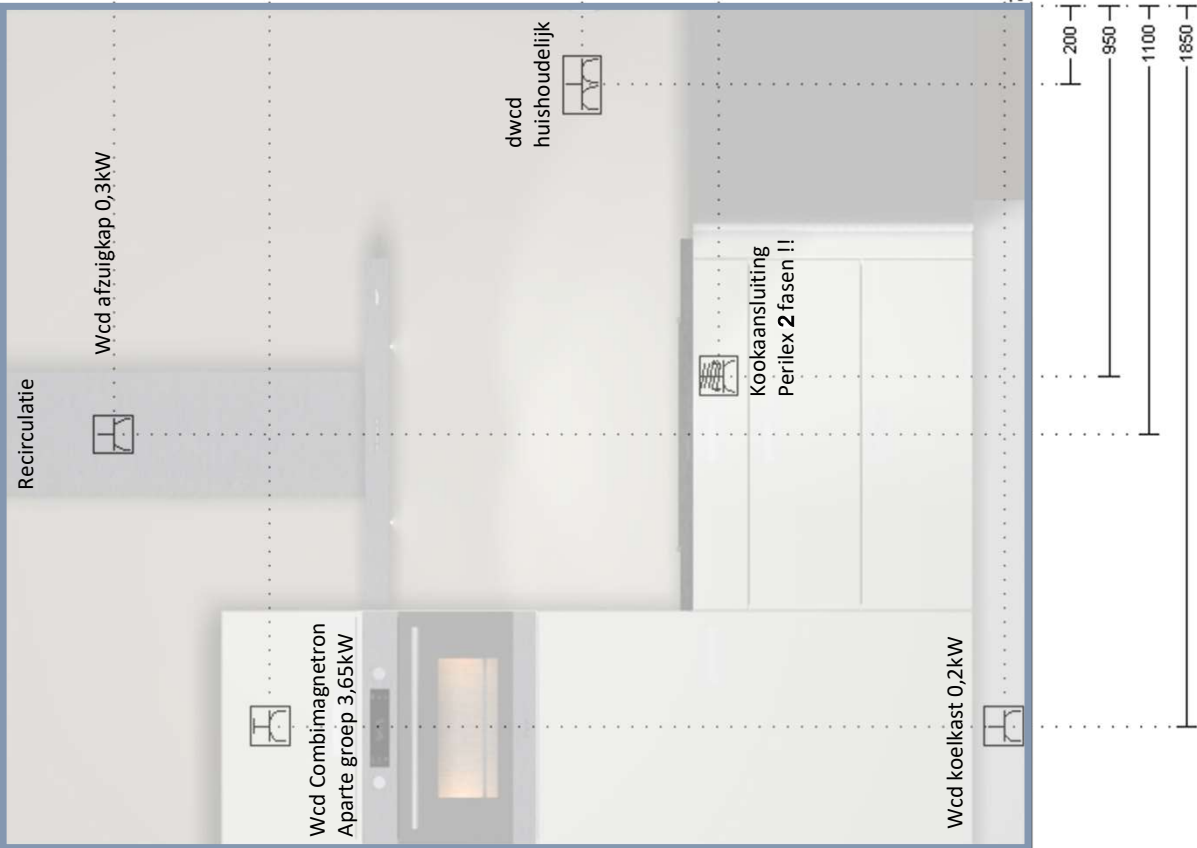 Recirculatie
Wcd afzuigkap 0,3kW
dwcd
huishoudelijk
Wcd Combimagnetron
Aparte groep 3,65kW
Kookaansluiting
Perilex 2 fasen !!
Wcd koelkast 0,2kW
200
950
1100
1850